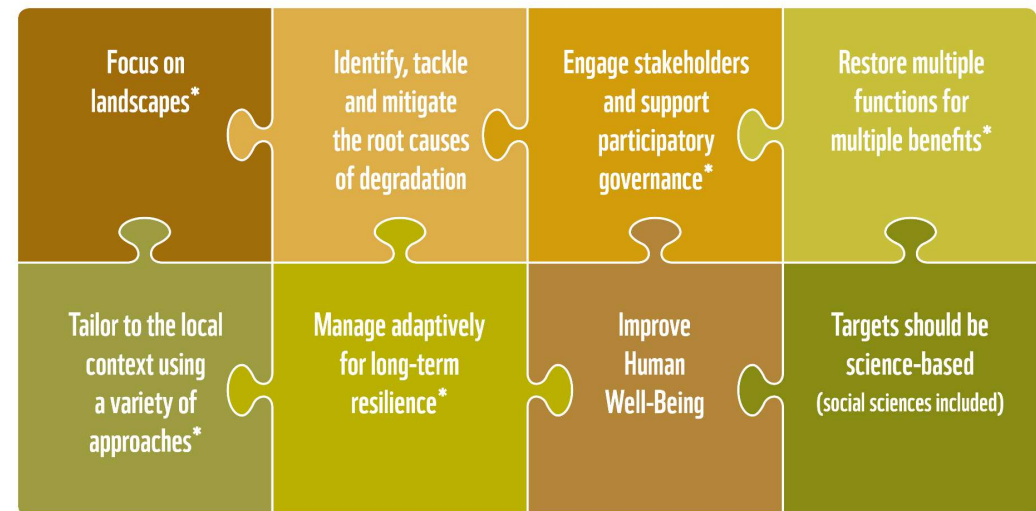 Focus on
landscapes*
Identify, tackle
and mitigate
the root causes
of degradation
Engage stakeholders
and support
participatory
governance*
Restore multiple
functions for
multiple benefits*
Tailor to the local
context using
a variety of
approaches*
Manage adaptively
for long-term
resilience*
Improve
Human
Well-Being
Targets should be
science-based
(social sciences included)